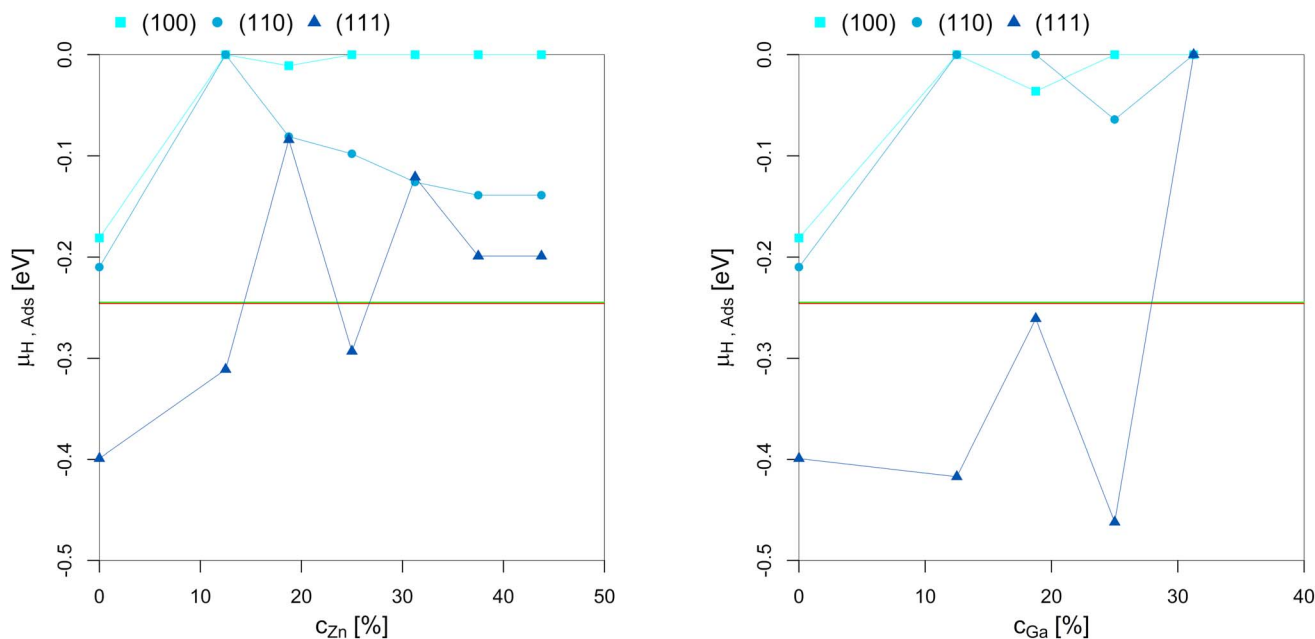 (100) (110) (111)
0.0
-0.1
-0.2
-0.3
-0.4
-0.5
μH , Ads [eV]
0 10 20 30 40 50
cZn [%]
(100) (110) (111)
0.0
-0.1
-0.2
-0.3
-0.4
-0.5
μH , Ads [eV]
0 10 20 30 40
cGa [%]